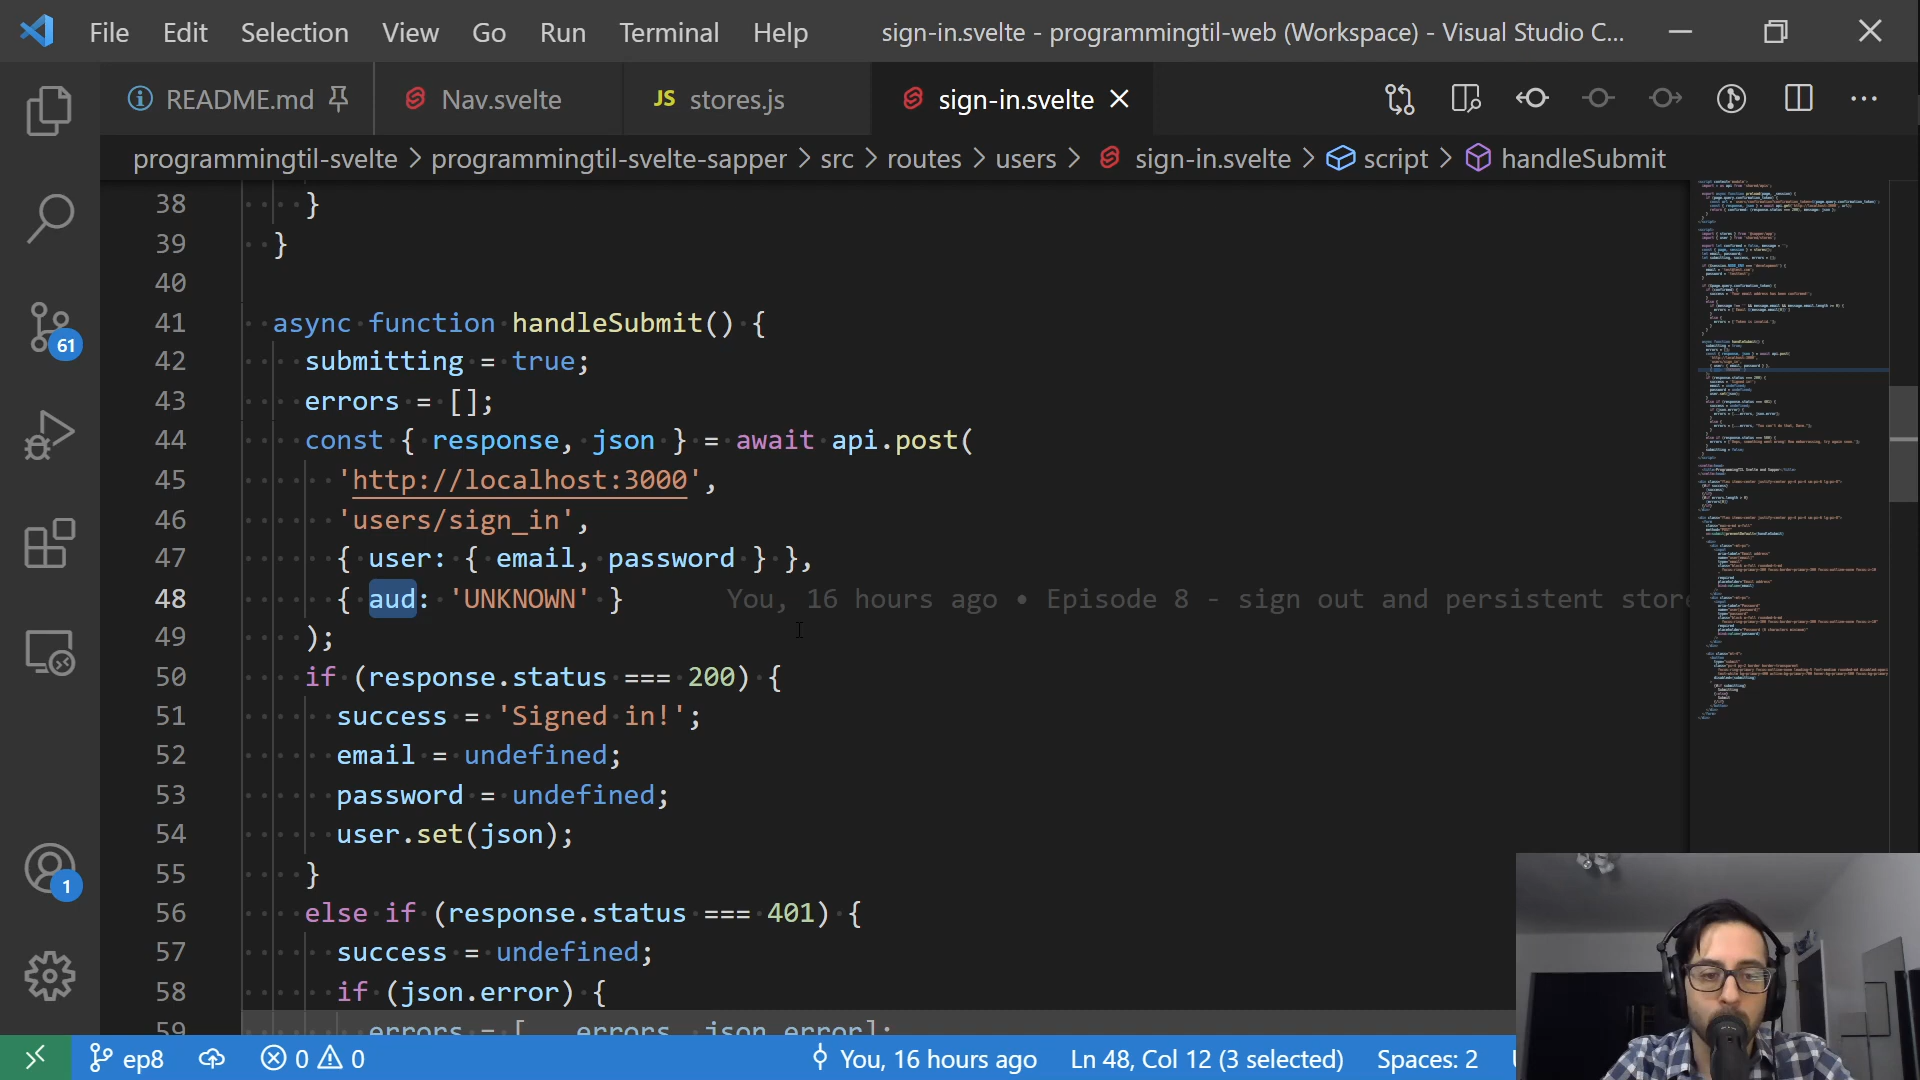 File Edit Selection View Go Run Terminal Help sign-in.svelte - programmingtil-web (Workspace) - Visual Studio C...
README.md Nav.svelte JS stores.js sign-in.svelte
programmingtil-svelte > programmingtil-svelte-sapper > src > routes > users > sign-in.svelte > script > handleSubmit
38 }
39 }
40
41 async function handleSubmit() {
42 submitting = true;
43 errors = [];
44 const { response, json } = await api.post(
45 'http://localhost:3000',
46 'users/sign_in',
47 { user: { email, password } },
48 { aud: 'UNKNOWN' } You, 16 hours ago • Episode 8 - sign out and persistent store
49 );
50 if (response.status === 200) {
51 success = 'Signed in!';
52 email = undefined;
53 password = undefined;
54 user.set(json);
55 }
56 else if (response.status === 401) {
57 success = undefined;
58 if (json.error) {
59 errors = [...errors, json.error];
61
1
ep8 0 0 You, 16 hours ago Ln 48, Col 12 (3 selected) Spaces: 2